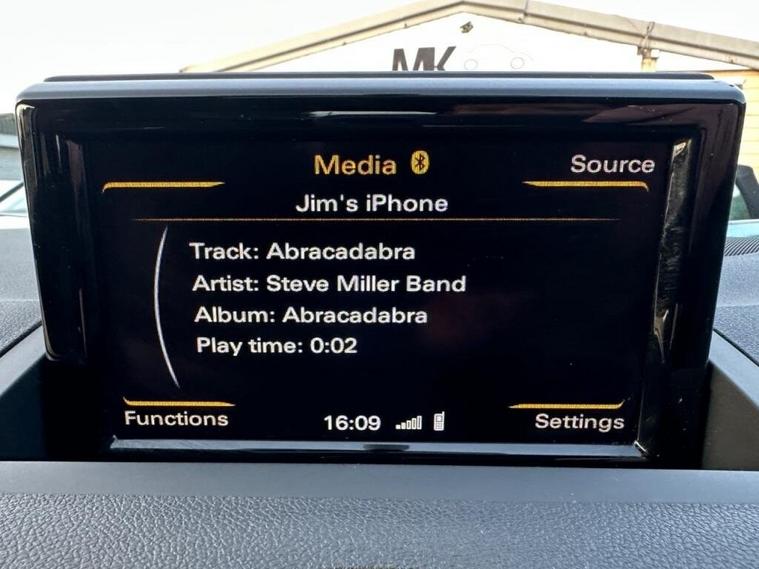 MK
Media
Source
Jim's iPhone
Track: Abracadabra
Artist: Steve Miller Band
Album: Abracadabra
Play time: 0:02
Functions
16:09
Settings